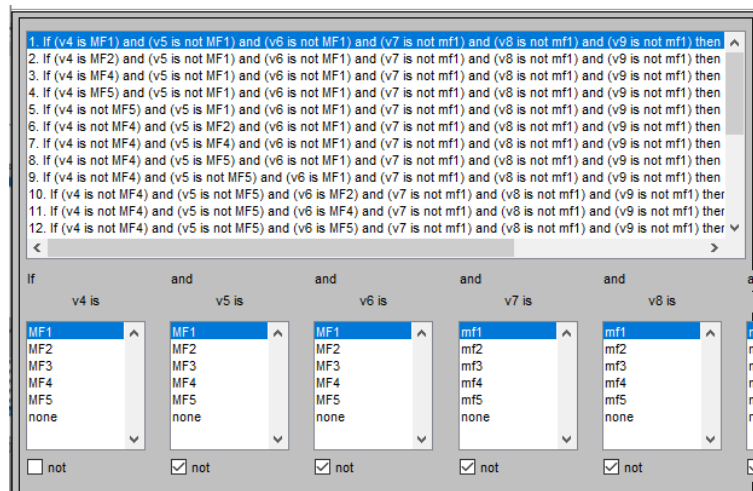 1. If (v4 is MF1) and (v5 is not MF1) and (v6 is not MF1) and (v7 is not mf1) and (v8 is not mf1) and (v9 is not mf1) then
2. If (v4 is MF2) and (v5 is not MF1) and (v6 is not MF1) and (v7 is not mf1) and (v8 is not mf1) and (v9 is not mf1) then
3. If (v4 is MF4) and (v5 is not MF1) and (v6 is not MF1) and (v7 is not mf1) and (v8 is not mf1) and (v9 is not mf1) then
4. If (v4 is MF5) and (v5 is not MF1) and (v6 is not MF1) and (v7 is not mf1) and (v8 is not mf1) and (v9 is not mf1) then
5. If (v4 is not MF5) and (v5 is MF1) and (v6 is not MF1) and (v7 is not mf1) and (v8 is not mf1) and (v9 is not mf1) then
6. If (v4 is not MF4) and (v5 is MF2) and (v6 is not MF1) and (v7 is not mf1) and (v8 is not mf1) and (v9 is not mf1) then
7. If (v4 is not MF4) and (v5 is MF4) and (v6 is not MF1) and (v7 is not mf1) and (v8 is not mf1) and (v9 is not mf1) then
8. If (v4 is not MF4) and (v5 is MF5) and (v6 is not MF1) and (v7 is not mf1) and (v8 is not mf1) and (v9 is not mf1) then
9. If (v4 is not MF4) and (v5 is not MF5) and (v6 is MF1) and (v7 is not mf1) and (v8 is not mf1) and (v9 is not mf1) then
10. If (v4 is not MF4) and (v5 is not MF5) and (v6 is MF2) and (v7 is not mf1) and (v8 is not mf1) and (v9 is not mf1) then
11. If (v4 is not MF4) and (v5 is not MF5) and (v6 is MF4) and (v7 is not mf1) and (v8 is not mf1) and (v9 is not mf1) then
12. If (v4 is not MF4) and (v5 is not MF5) and (v6 is MF5) and (v7 is not mf1) and (v8 is not mf1) and (v9 is not mf1) then
If and and and and
v4 is v5 is v6 is v7 is v8 is
MF1 MF1 MF1 mf1 mf1
MF2 MF2 MF2 mf2 mf2
MF3 MF3 MF3 mf3 mf3
MF4 MF4 MF4 mf4 mf4
MF5 MF5 MF5 mf5 mf5
none none none none none
not not not not not